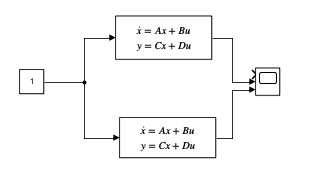 ẋ = Ax + Bu
y = Cx + Du
1
ẋ = Ax + Bu
y = Cx + Du